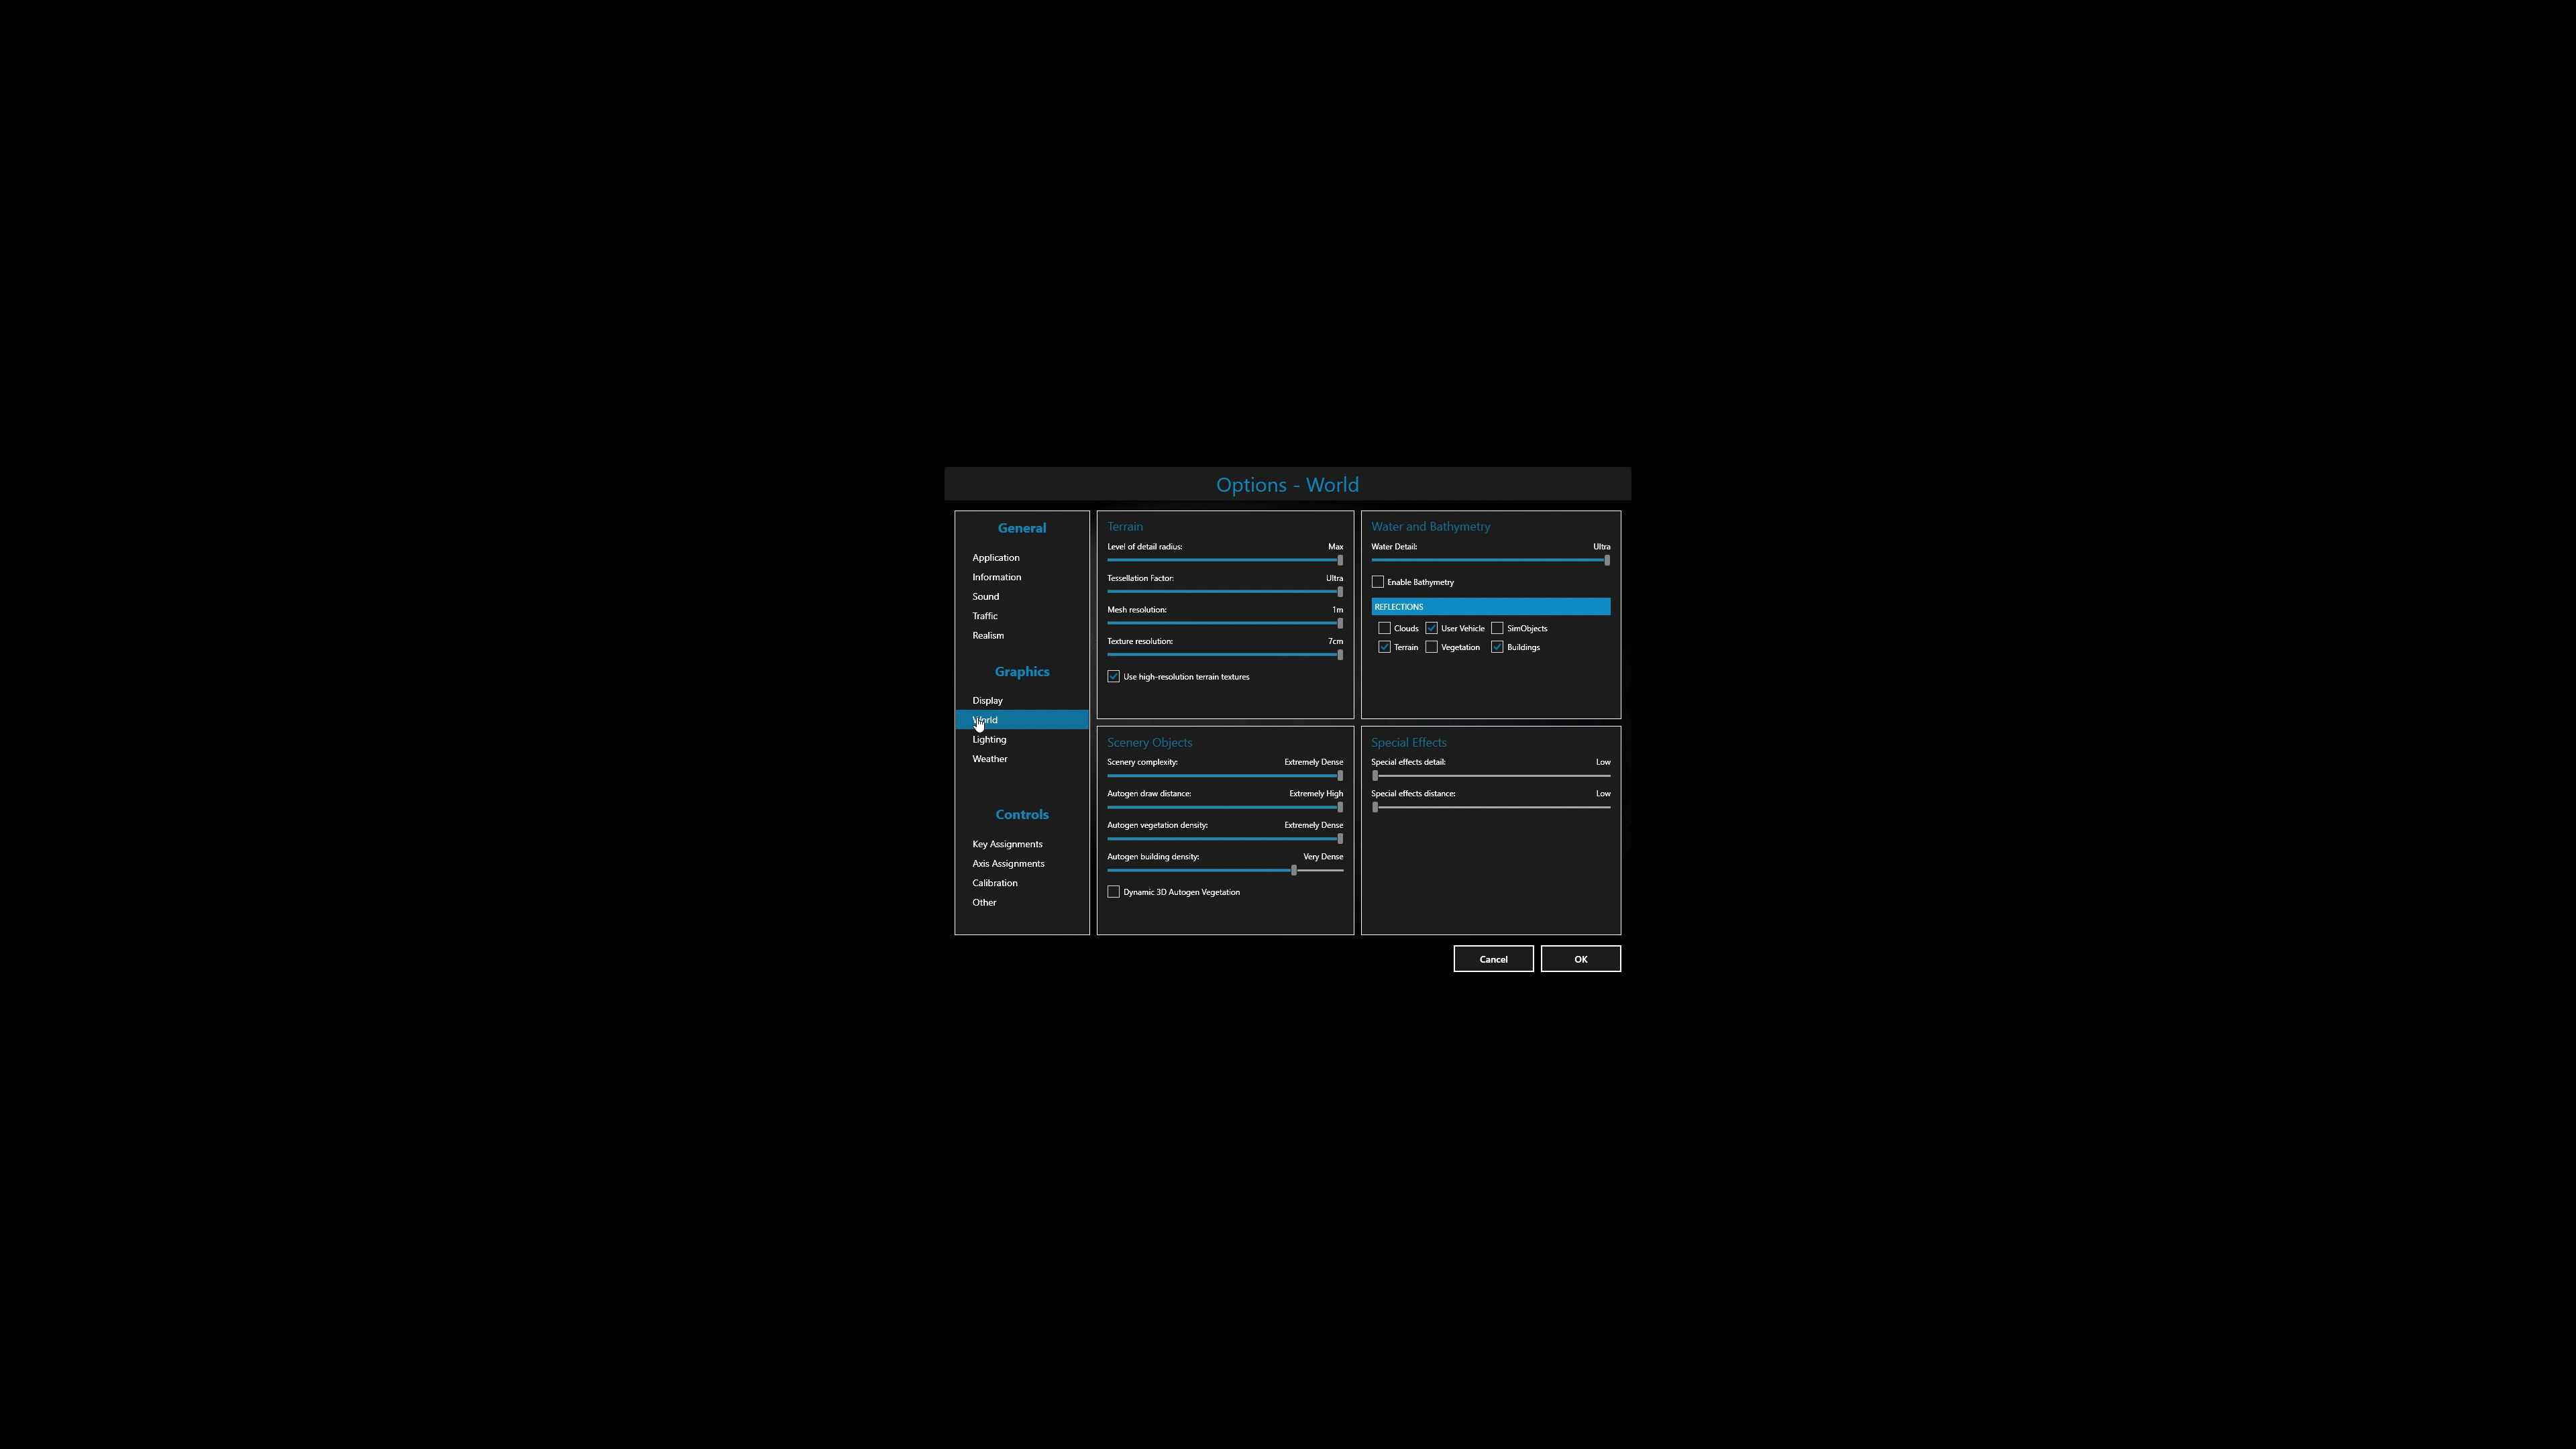 Options - World
General
Application
Information
Sound
Traffic
Realism
Graphics
Display
World
Lighting
Weather
Controls
Key Assignments
Axis Assignments
Calibration
Other
Terrain
Level of detail radius: Max
Tessellation Factor: Ultra
Mesh resolution: 1m
Texture resolution: 7cm
Use high-resolution terrain textures
Water and Bathymetry
Water Detail: Ultra
Enable Bathymetry
REFLECTIONS
Clouds User Vehicle SimObjects
Terrain Vegetation Buildings
Scenery Objects
Scenery complexity: Extremely Dense
Autogen draw distance: Extremely High
Autogen vegetation density: Extremely Dense
Autogen building density: Very Dense
Dynamic 3D Autogen Vegetation
Special Effects
Special effects detail: Low
Special effects distance: Low
Cancel OK